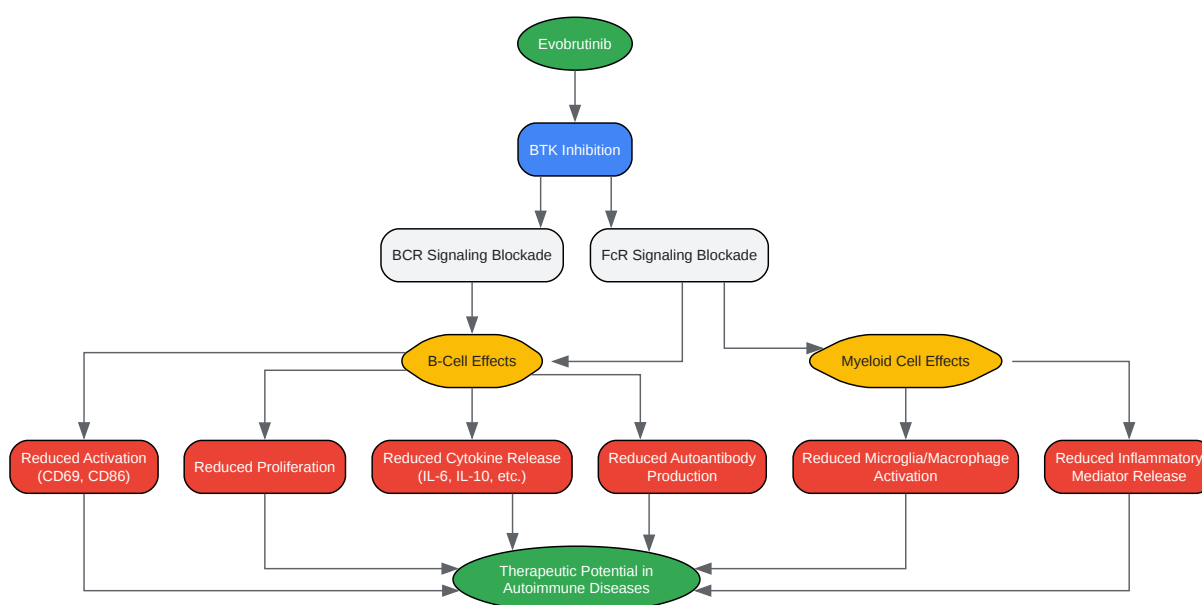 Evobrutinib
BTK Inhibition
BCR Signaling Blockade
FcR Signaling Blockade
B-Cell Effects
Myeloid Cell Effects
Reduced Activation
(CD69, CD86)
Reduced Proliferation
Reduced Cytokine Release
(IL-6, IL-10, etc.)
Reduced Autoantibody
Production
Reduced Microglia/Macrophage
Activation
Reduced Inflammatory
Mediator Release
Therapeutic Potential in
Autoimmune Diseases